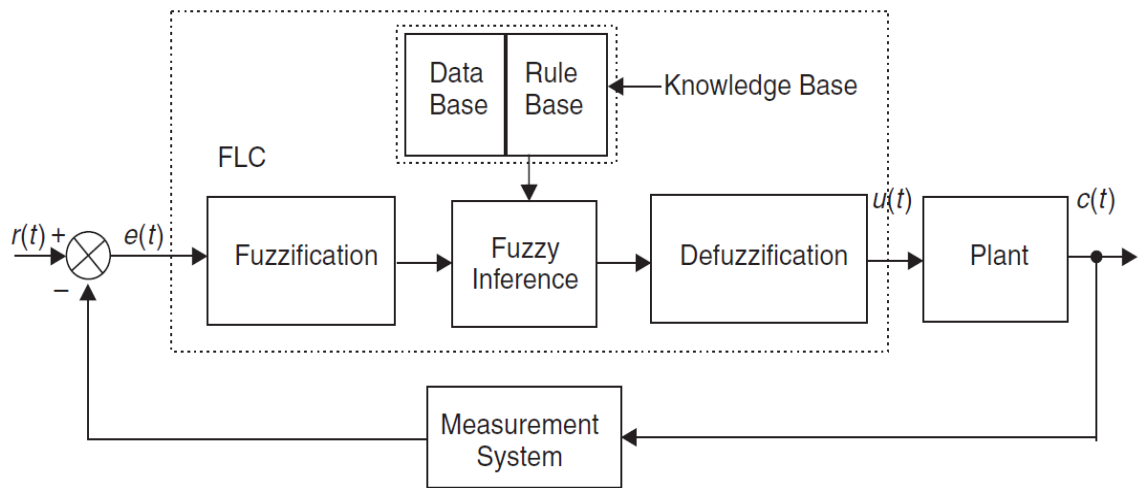 Data
Base
Rule
Base
Knowledge Base
FLC
r(t) +
−
e(t)
Fuzzification
Fuzzy
Inference
Defuzzification
u(t)
Plant
c(t)
Measurement
System